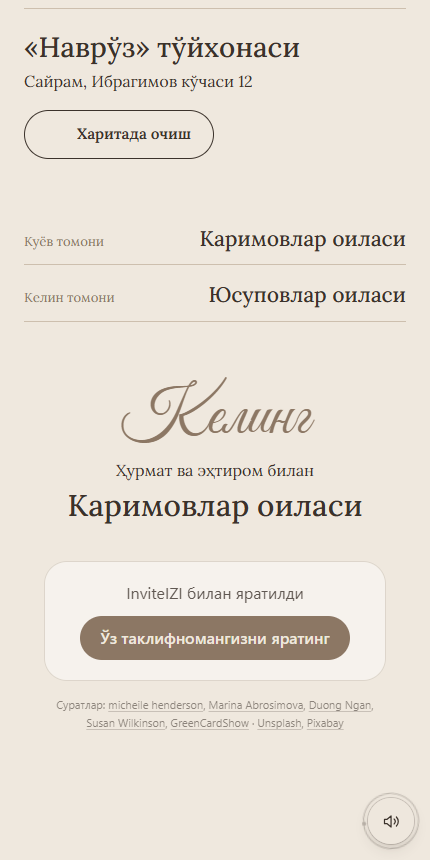 «Наврўз» тўйхонаси
Сайрам, Ибрагимов кўчаси 12
Харитада очиш
Куёв томони Каримовлар оиласи
Келин томони Юсуповлар оиласи
Келинг
Ҳурмат ва эҳтиром билан
Каримовлар оиласи
InviteIZI билан яратилди
Ўз таклифномангизни яратинг
Суратлар: micheile henderson, Marina Abrosimova, Duong Ngan,
Susan Wilkinson, GreenCardShow · Unsplash, Pixabay